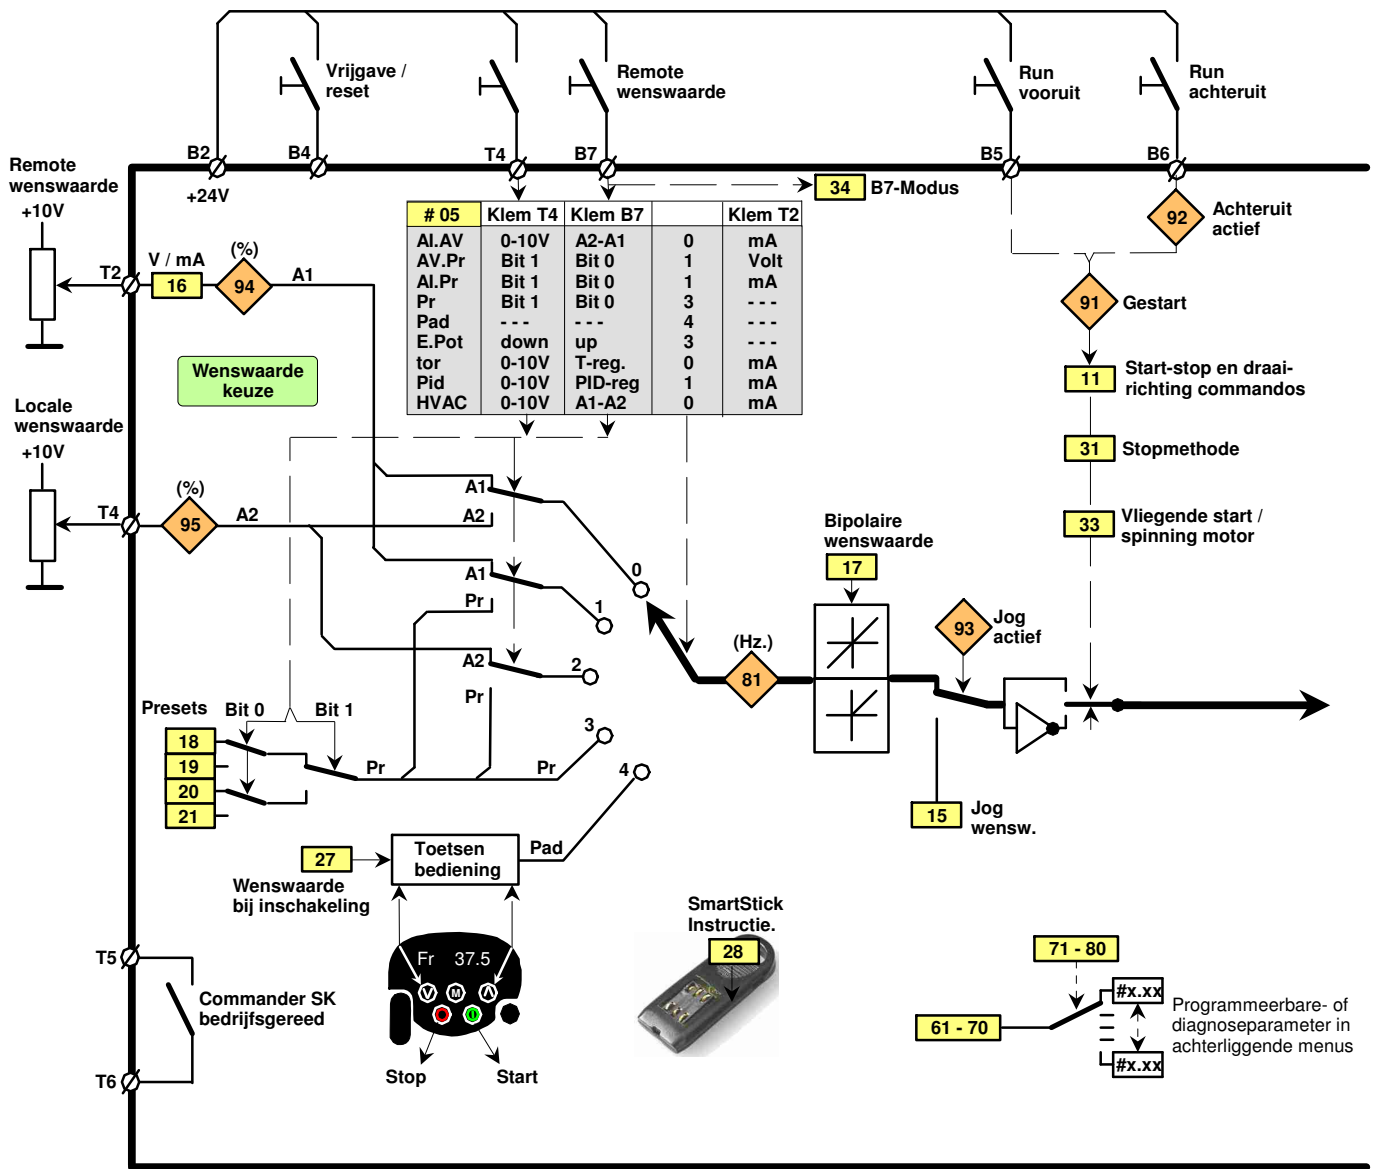 Vrijgave /
reset
Remote
wenswaarde
Run
vooruit
Run
achteruit
B2
B4
T4
B7
B5
B6
+24V
Remote
wenswaarde
+10V
34
B7-Modus
92
Achteruit
actief
# 05 Klem T4 Klem B7 Klem T2
AI.AV 0-10V A2-A1 0 mA
AV.Pr Bit 1 Bit 0 1 Volt
AI.Pr Bit 1 Bit 0 1 mA
Pr Bit 1 Bit 0 3 - - -
Pad - - - - - - 4 - - -
E.Pot down up 3 - - -
tor 0-10V T-reg. 0 mA
Pid 0-10V PID-reg 1 mA
HVAC 0-10V A1-A2 0 mA
T2
V / mA
16
(%)
94
A1
91
Gestart
Wenswaarde
keuze
11
Start-stop en draai-
richting commandos
Locale
wenswaarde
+10V
31
Stopmethode
T4
(%)
95
A2
A1
A2
33
Vliegende start /
spinning motor
Bipolaire
wenswaarde
17
A1
Pr
0
1
93
Jog
actief
(Hz.)
81
A2
Pr
2
3
4
Presets
Bit 0
Bit 1
18
19
20
21
Pr
Pr
15
Jog
wensw.
27
Toetsen
bediening
Pad
Wenswaarde
bij inschakeling
SmartStick
Instructie.
28
Fr 37.5
M
Stop
Start
T5
T6
Commander SK
bedrijfsgereed
71 - 80
61 - 70
#x.xx
#x.xx
Programmeerbare- of
diagnoseparameter in
achterliggende menus